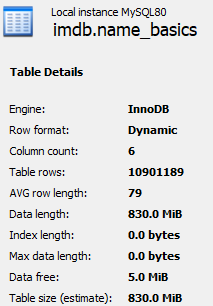 Local instance MySQL80
imdb.name_basics
Table Details
Engine: InnoDB
Row format: Dynamic
Column count: 6
Table rows: 10901189
AVG row length: 79
Data length: 830.0 MiB
Index length: 0.0 bytes
Max data length: 0.0 bytes
Data free: 5.0 MiB
Table size (estimate): 830.0 MiB